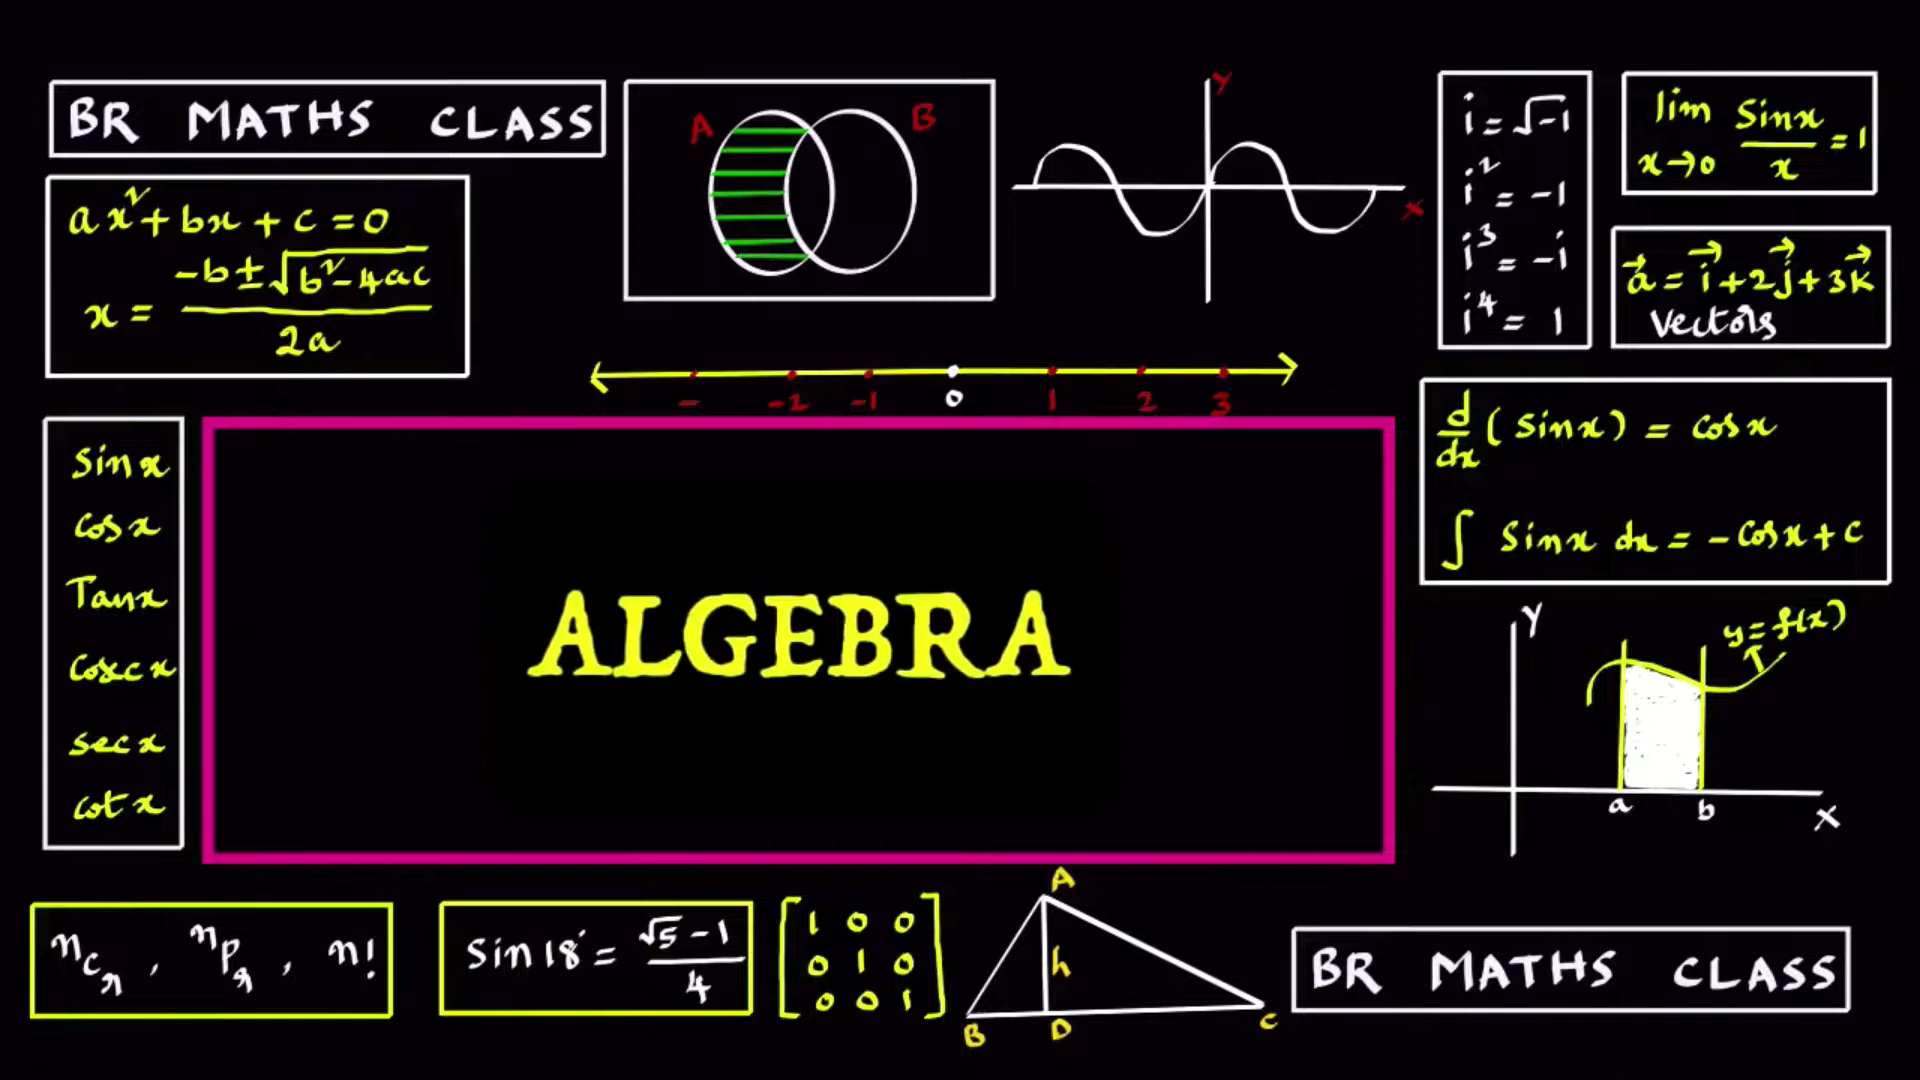 BR MATHS CLASS
ax²+bx+c=0
x = -b±√b²-4ac
2a
A B
Y
X
i=√-1
i²=-1
i³=-i
i⁴=1
lim sinx
x→0 x =1
a⃗=i⃗+2j⃗+3k⃗
Vectors
- -2 -1 0 1 2 3
Sinx
Cosx
Tanx
Cosecx
secx
cotx
ALGEBRA
d/dx (Sinx) = Cosx
∫ Sinx dx = -Cosx+c
Y
y=f(x)
a b X
ncr, npr, n!
Sin18°= √5-1
4
1 0 0
0 1 0
0 0 1
A
h
B D C
BR MATHS CLASS